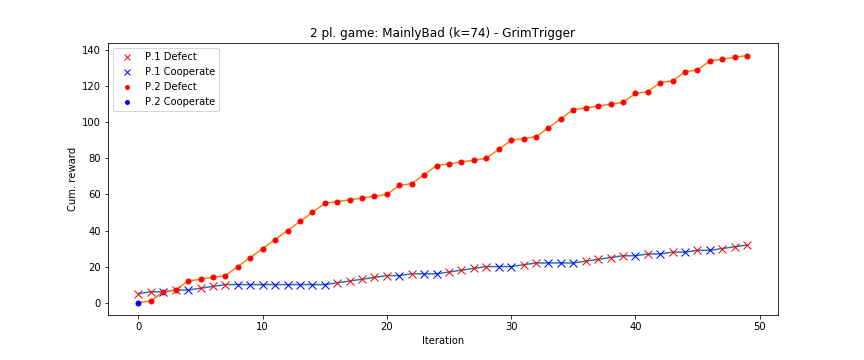 2 pl. game: MainlyBad (k=74) - GrimTrigger
P.1 Defect
P.1 Cooperate
P.2 Defect
P.2 Cooperate
140
120
100
80
60
40
20
0
Cum. reward
0 10 20 30 40 50
Iteration